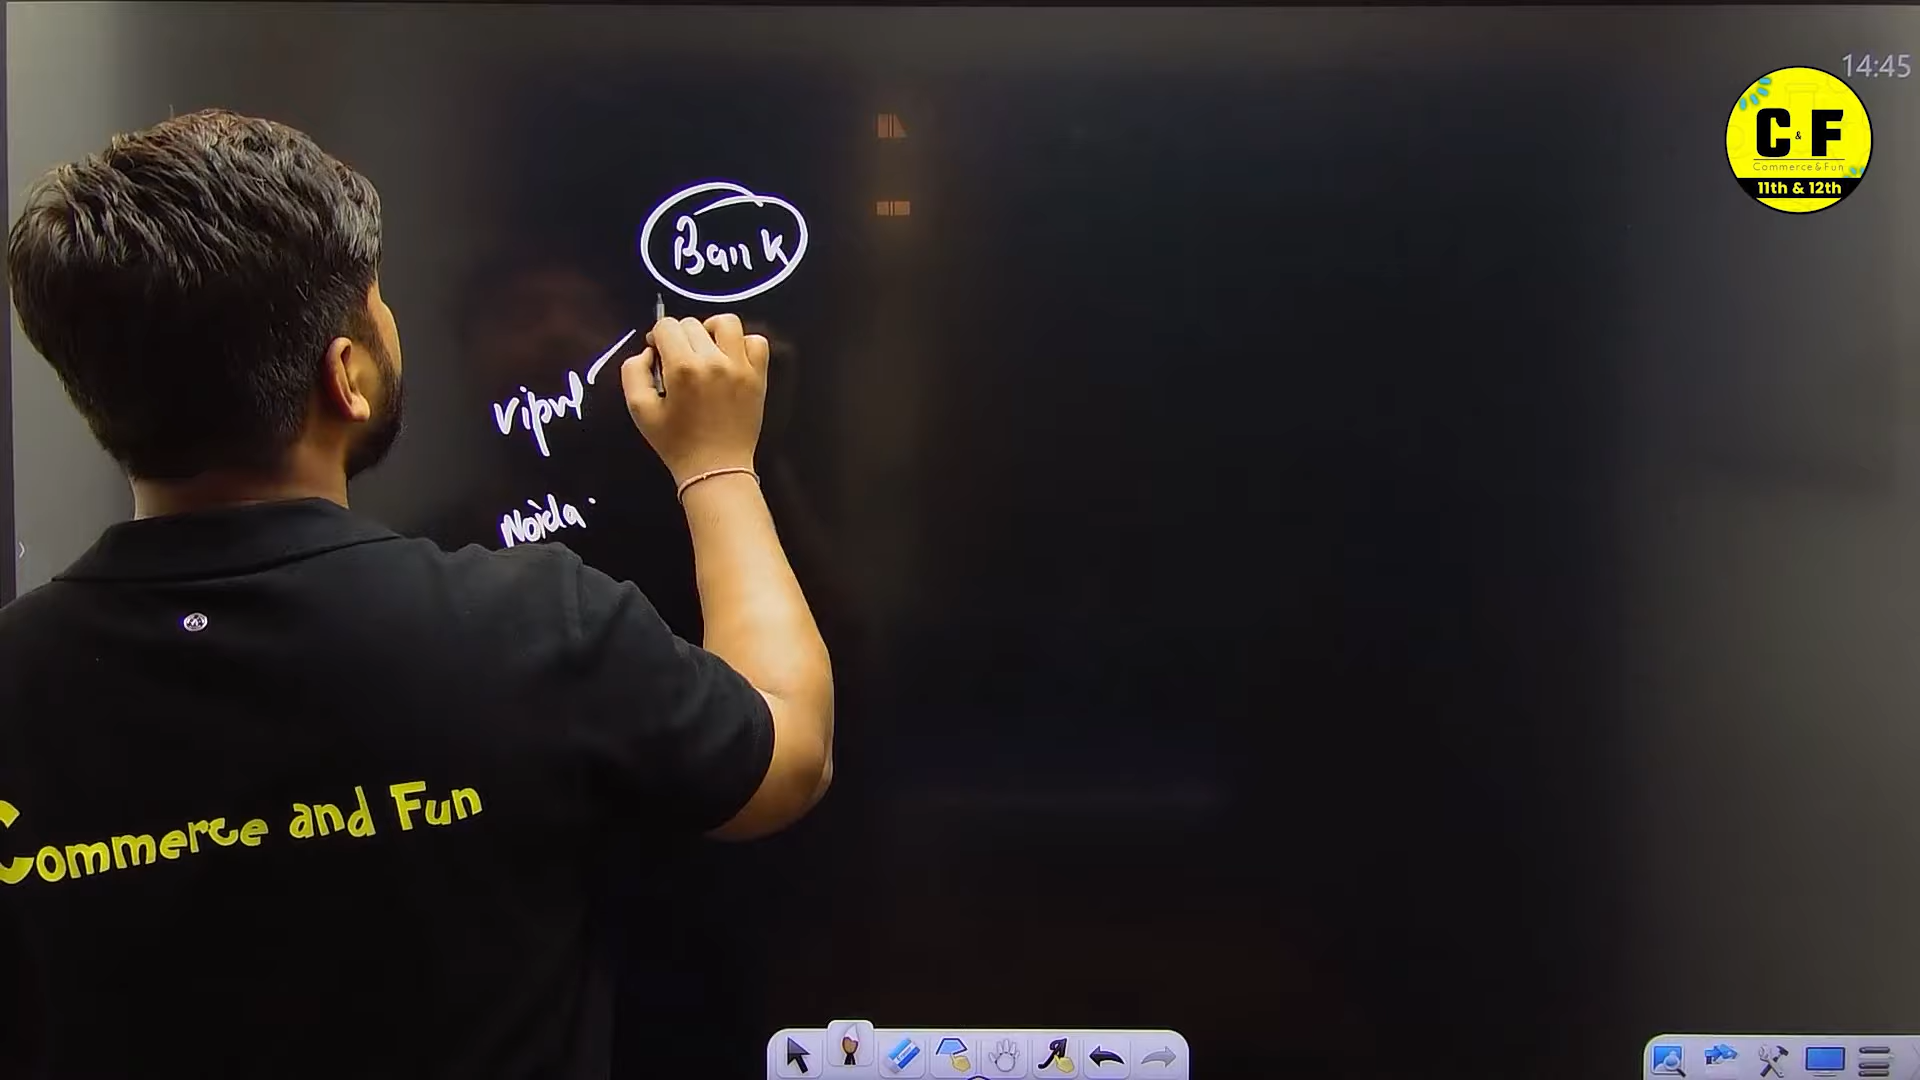 14:45
C & F
Commerce & Fun
11th & 12th
Bank
Vipul
Noida
Commerce and Fun